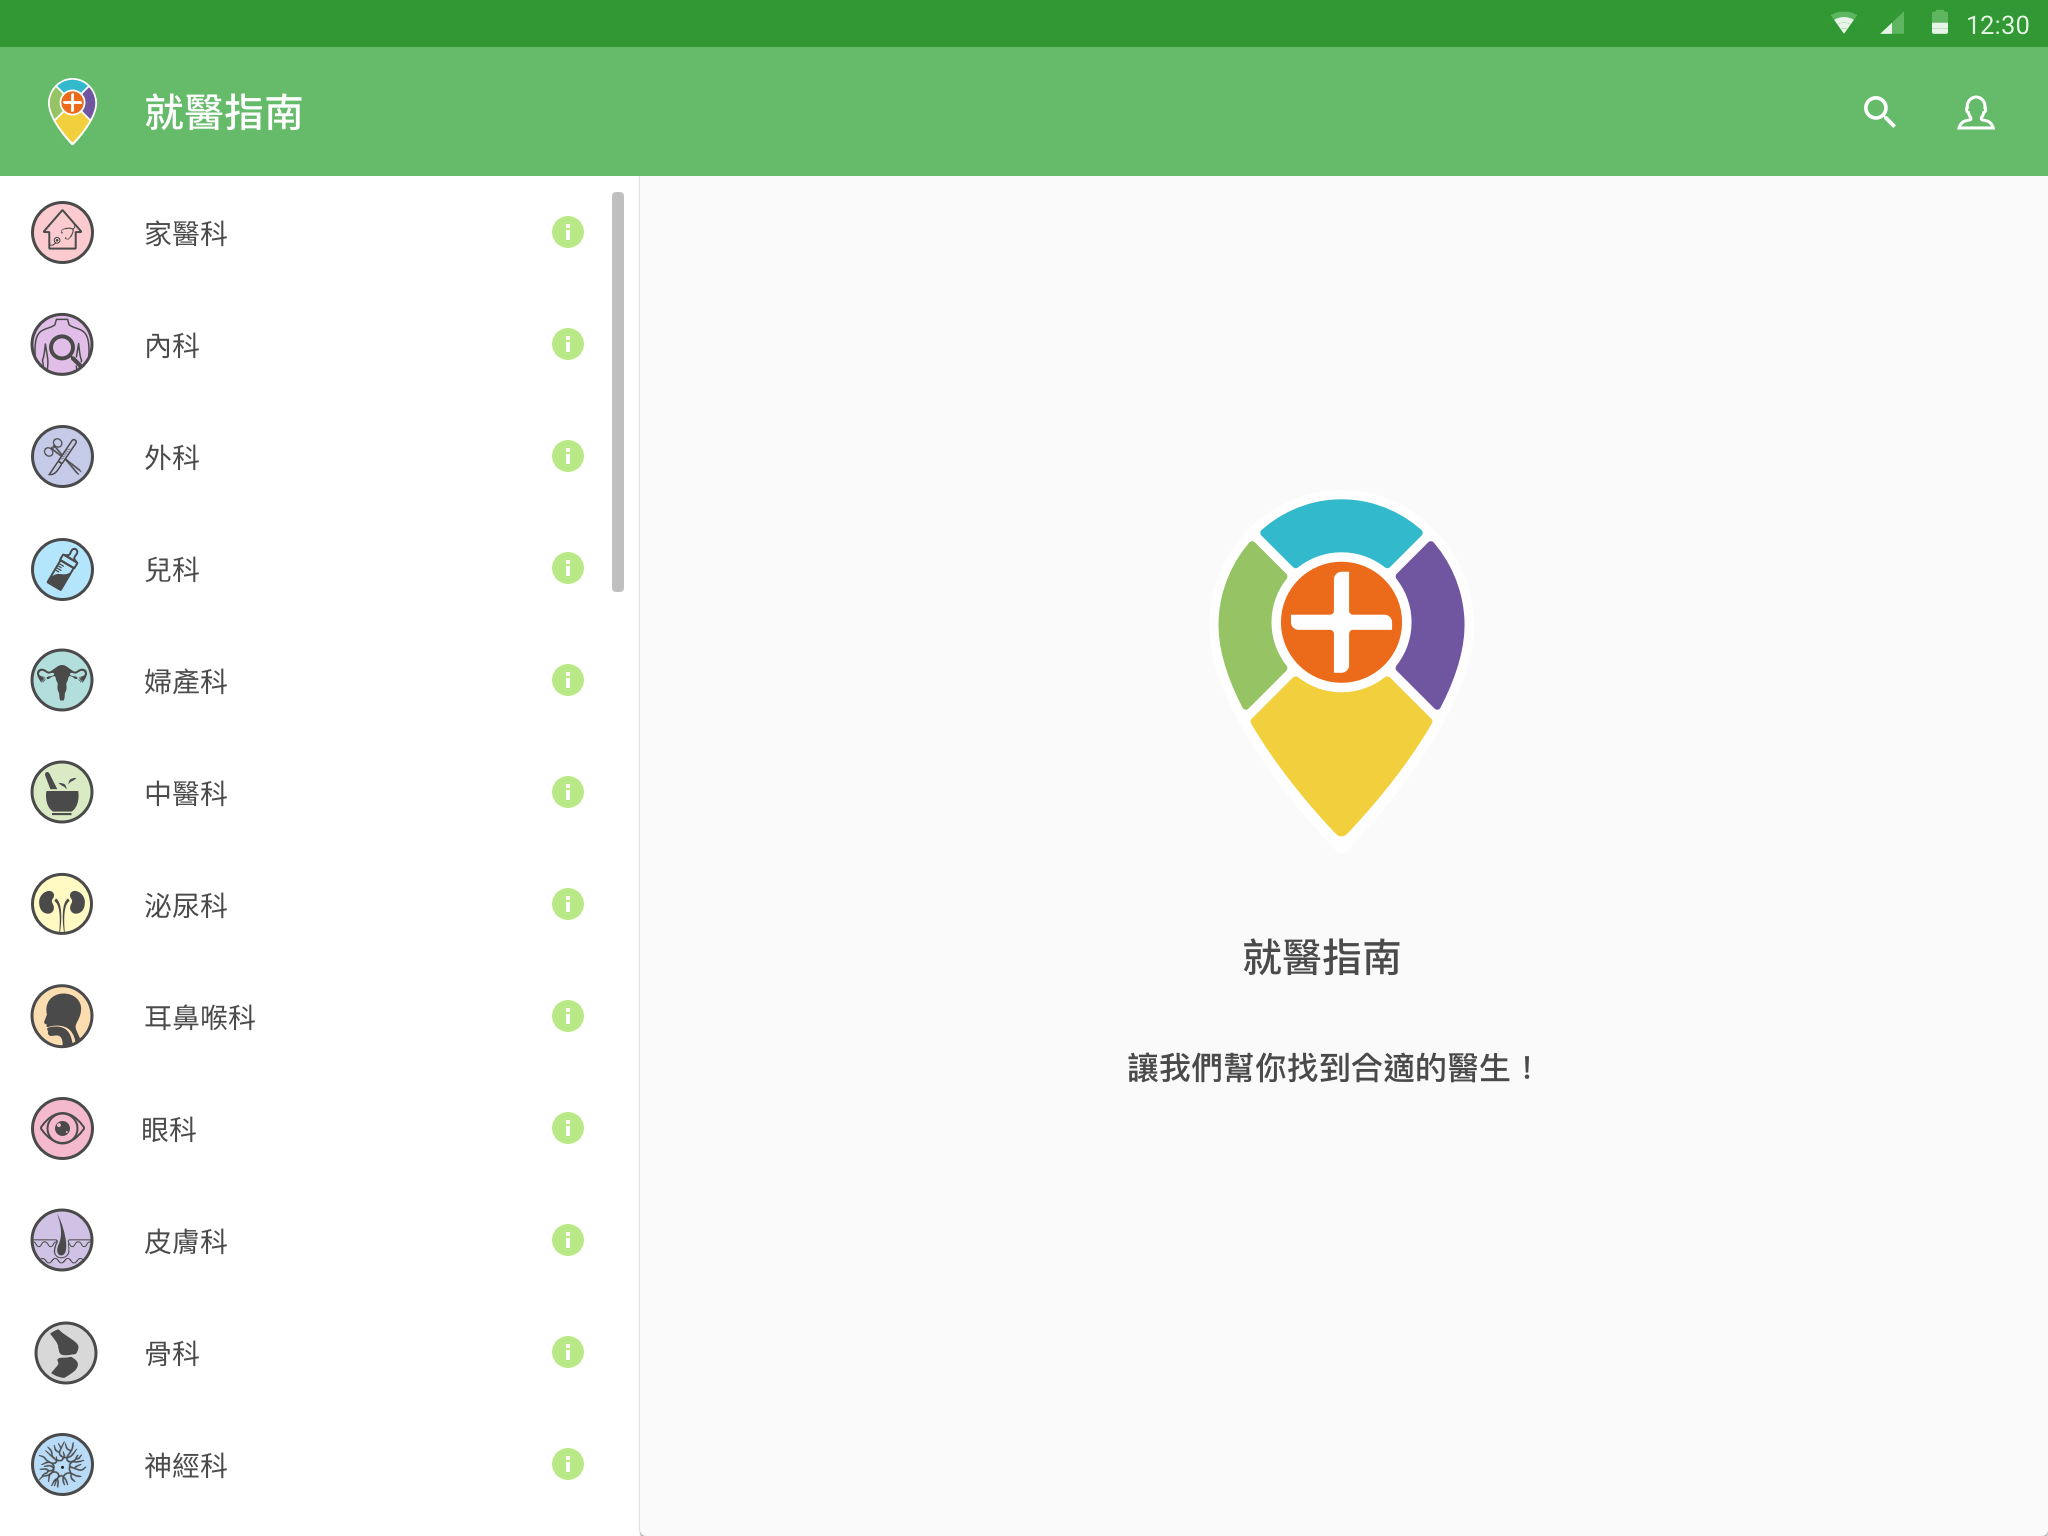 12:30
就醫指南
家醫科
內科
外科
兒科
婦產科
中醫科
泌尿科
耳鼻喉科
眼科
皮膚科
骨科
神經科
就醫指南
讓我們幫你找到合適的醫生！